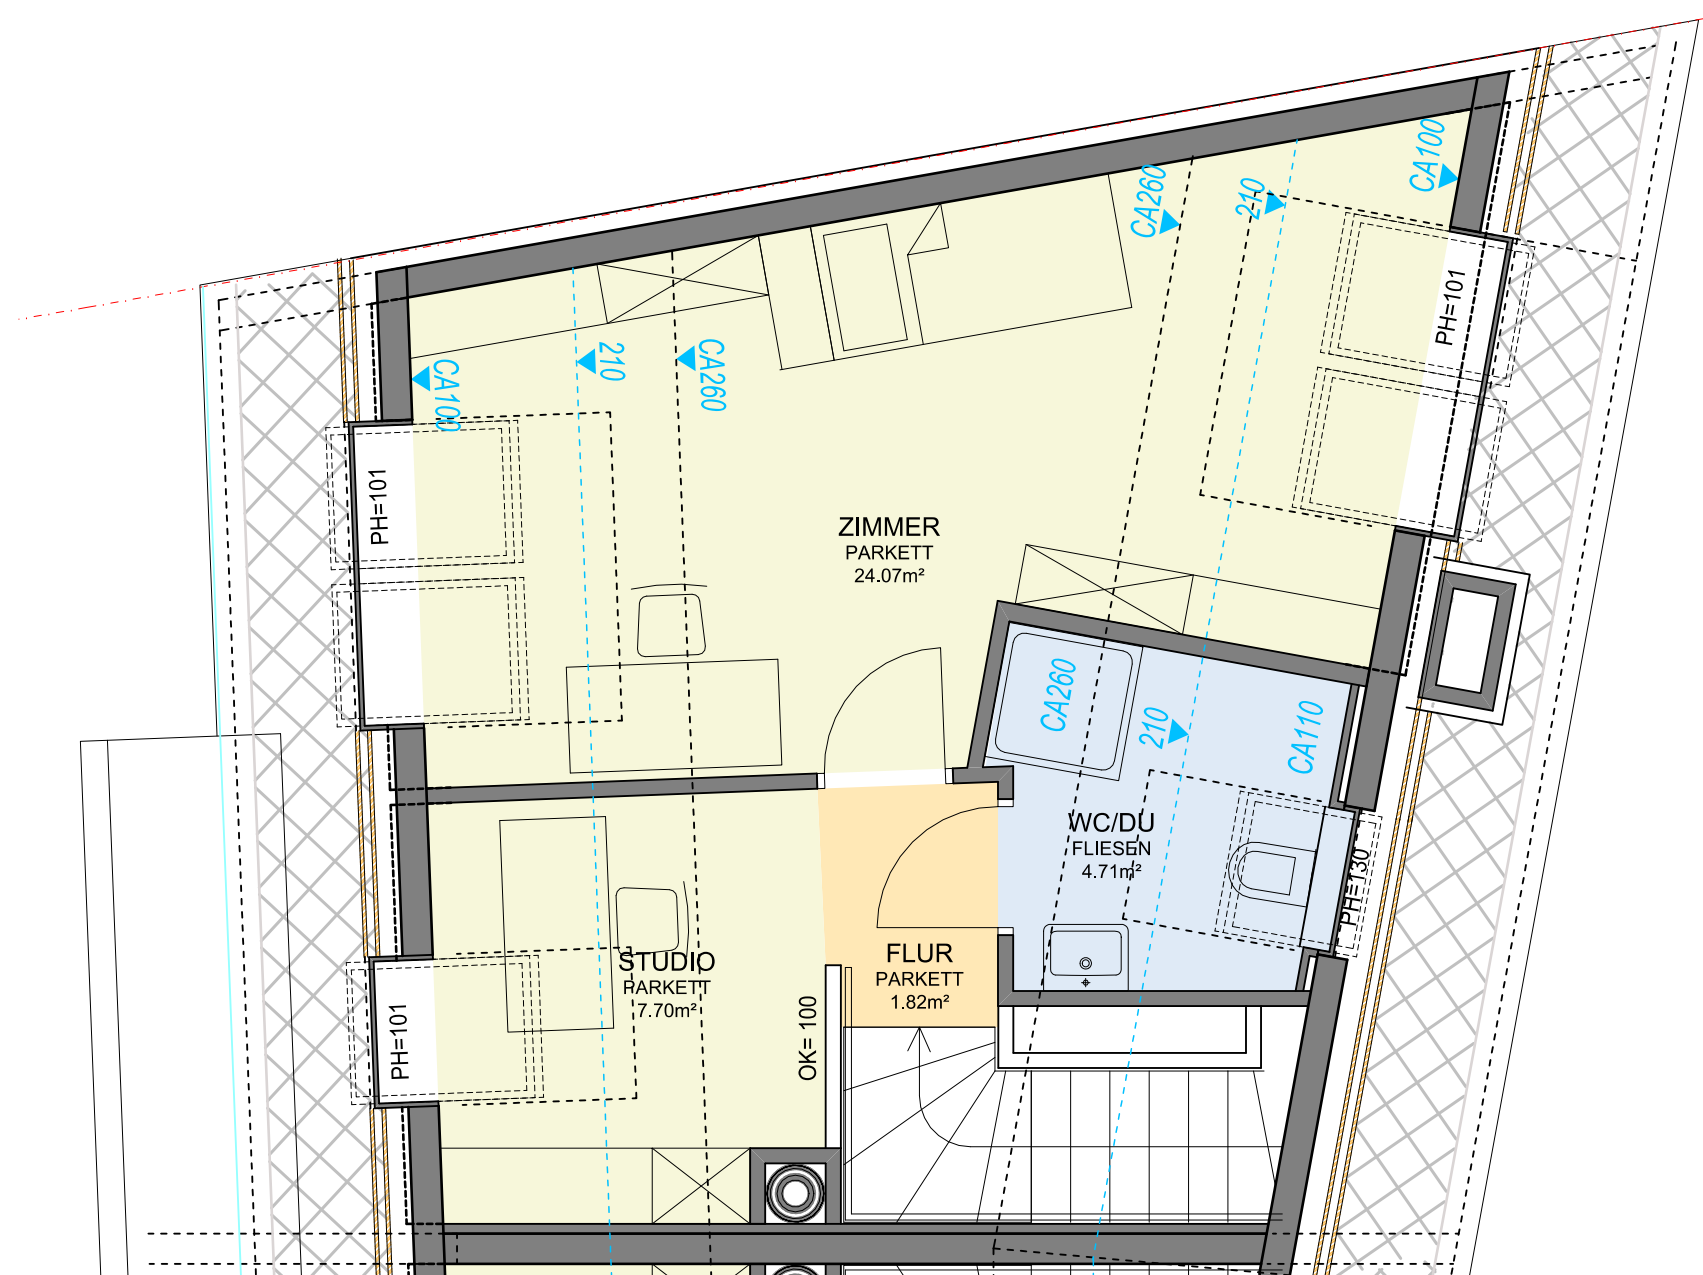 CA100
CA260
210
PH=101
210
CA260
CA100
PH=101
ZIMMER
PARKETT
24.07m²
CA260
210
CA110
WC/DU
FLIESEN
4.71m²
PH=130
STUDIO
PARKETT
7.70m²
FLUR
PARKETT
1.82m²
PH=101
OK= 100